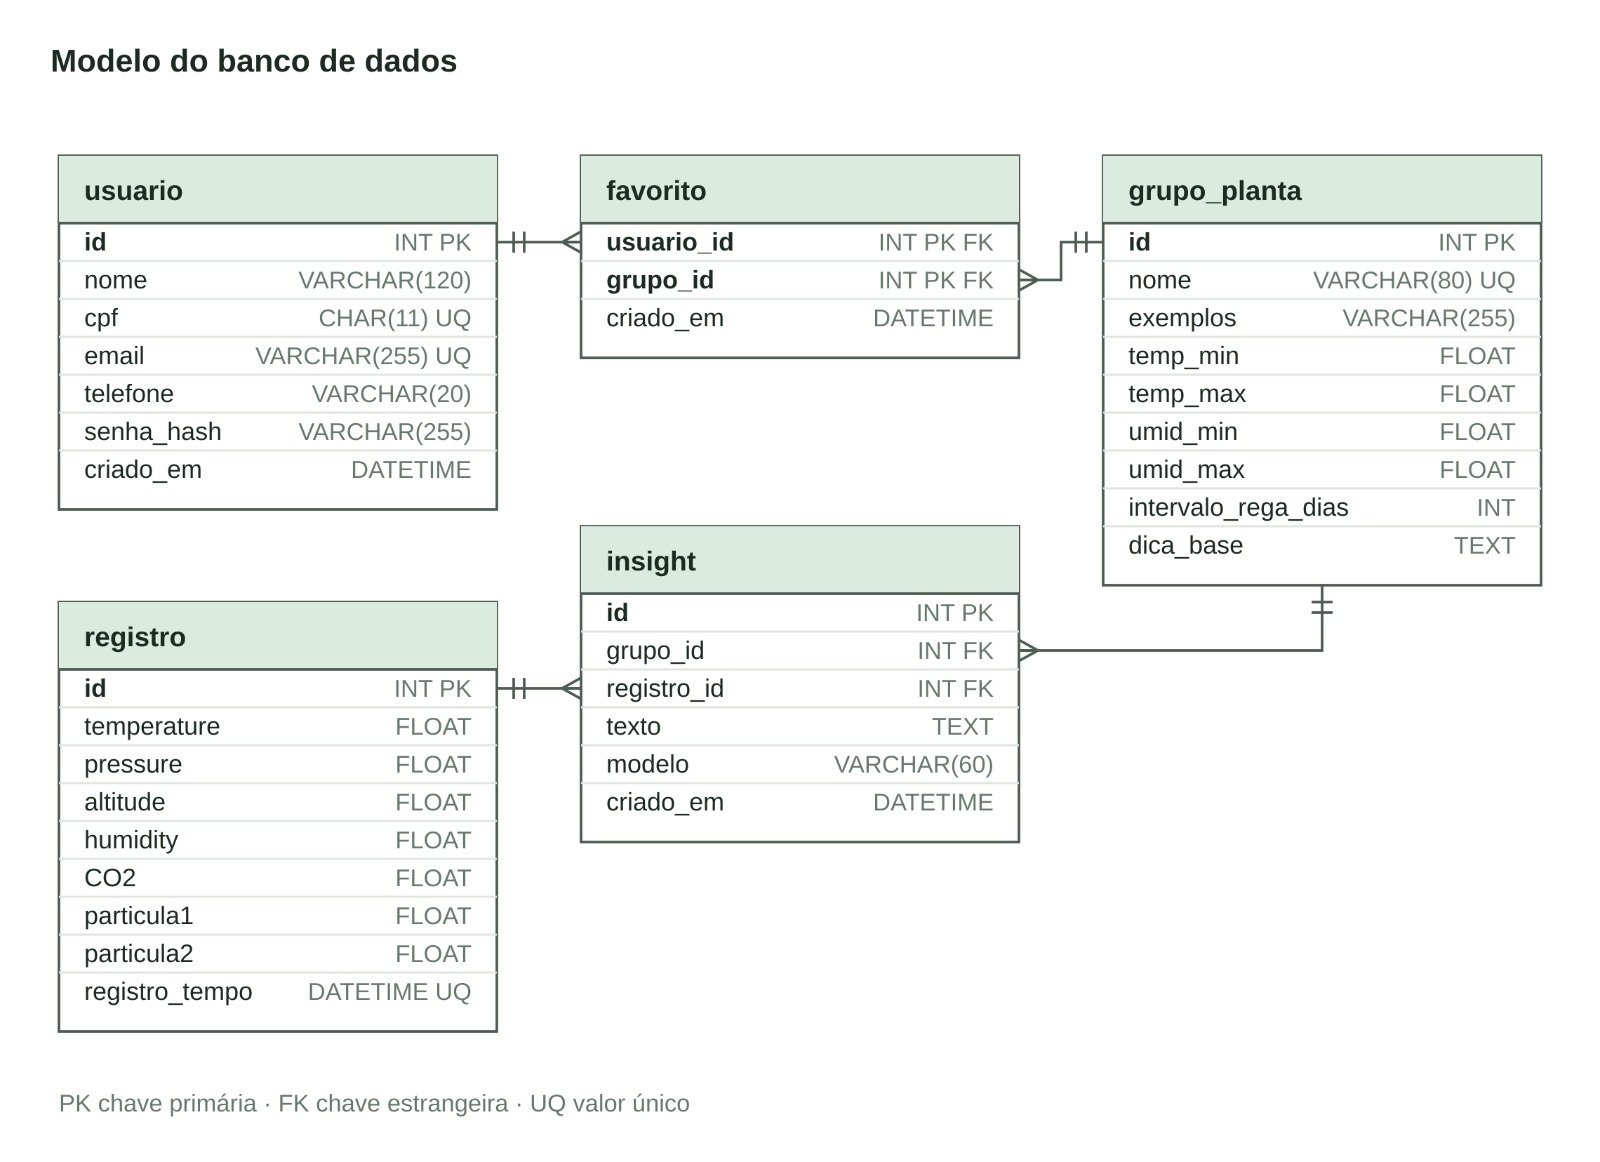 Modelo do banco de dados
usuario
id INT PK
nome VARCHAR(120)
cpf CHAR(11) UQ
email VARCHAR(255) UQ
telefone VARCHAR(20)
senha_hash VARCHAR(255)
criado_em DATETIME
favorito
usuario_id INT PK FK
grupo_id INT PK FK
criado_em DATETIME
grupo_planta
id INT PK
nome VARCHAR(80) UQ
exemplos VARCHAR(255)
temp_min FLOAT
temp_max FLOAT
umid_min FLOAT
umid_max FLOAT
intervalo_rega_dias INT
dica_base TEXT
insight
id INT PK
grupo_id INT FK
registro_id INT FK
texto TEXT
modelo VARCHAR(60)
criado_em DATETIME
registro
id INT PK
temperature FLOAT
pressure FLOAT
altitude FLOAT
humidity FLOAT
CO2 FLOAT
particula1 FLOAT
particula2 FLOAT
registro_tempo DATETIME UQ
PK chave primária · FK chave estrangeira · UQ valor único